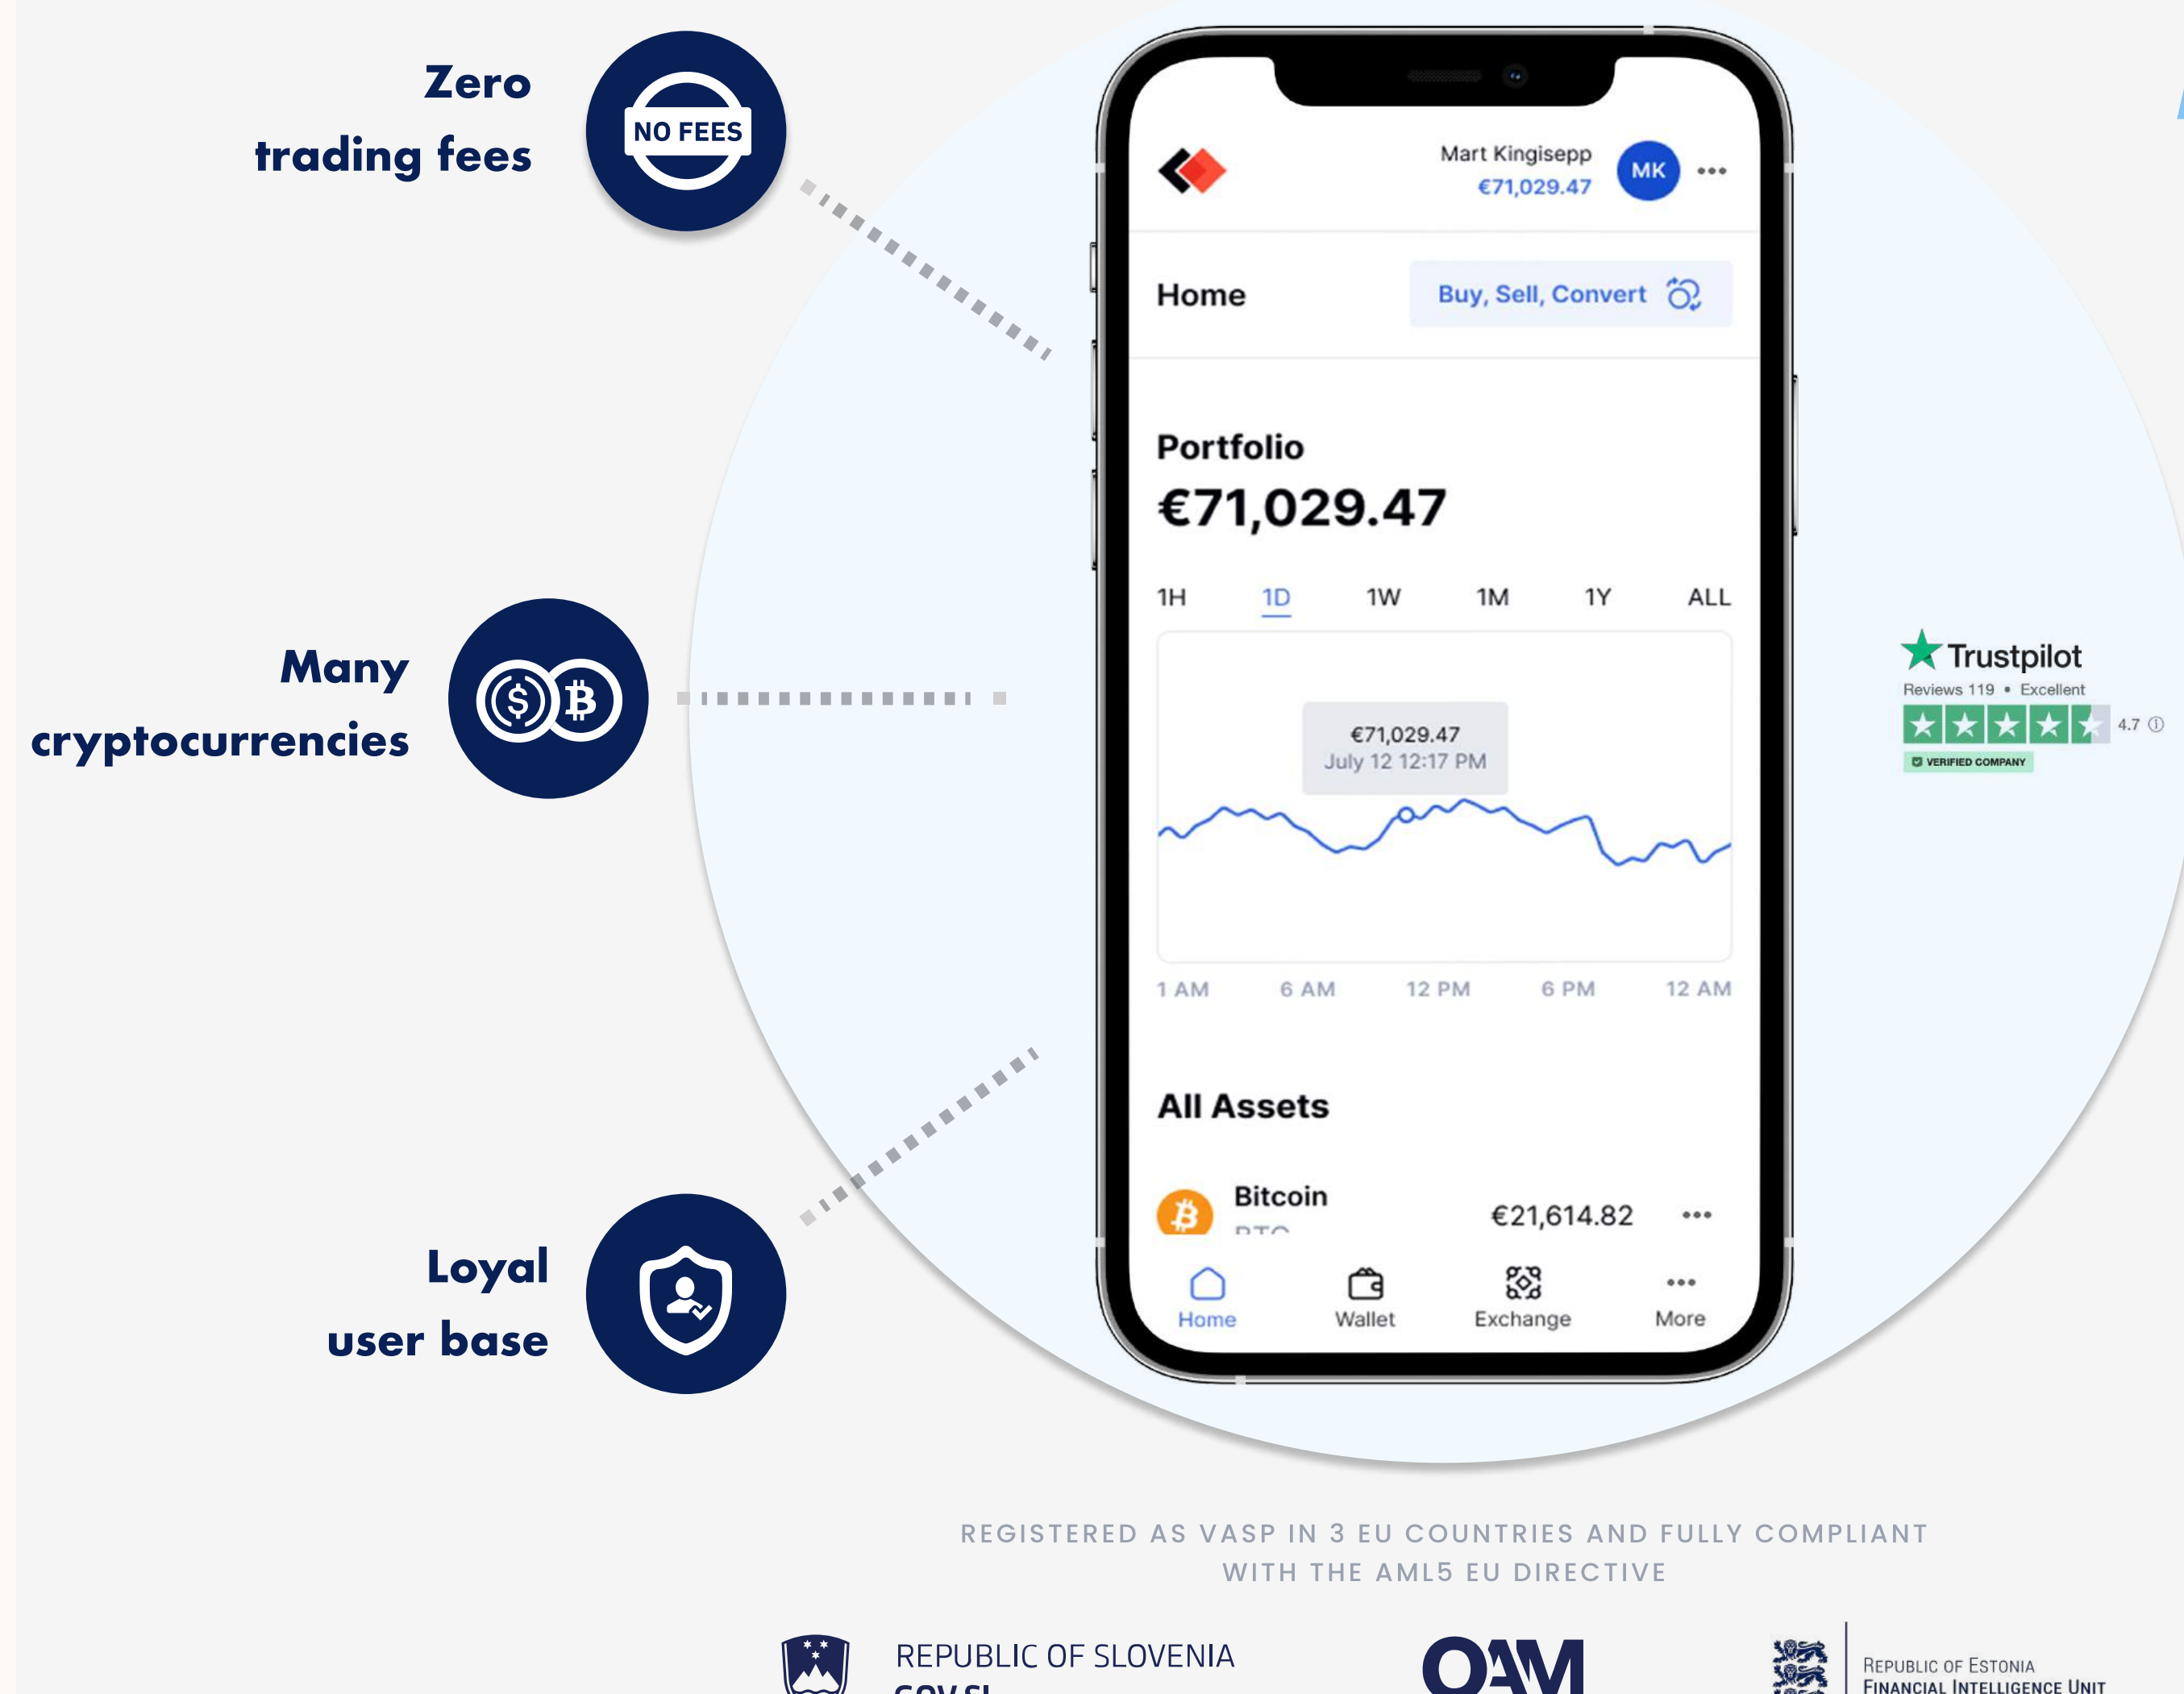 Zero
trading fees
NO FEES
Many
cryptocurrencies
Loyal
user base
Mart Kingisepp
€71,029.47
MK
Home
Buy, Sell, Convert
Portfolio
€71,029.47
1H 1D 1W 1M 1Y ALL
€71,029.47
July 12 12:17 PM
1 AM 6 AM 12 PM 6 PM 12 AM
All Assets
Bitcoin
BTC
€21,614.82
Home Wallet Exchange More
Trustpilot
Reviews 119 • Excellent
4.7
VERIFIED COMPANY
REGISTERED AS VASP IN 3 EU COUNTRIES AND FULLY COMPLIANT
WITH THE AML5 EU DIRECTIVE
REPUBLIC OF SLOVENIA
GOV.SI
OAM
REPUBLIC OF ESTONIA
FINANCIAL INTELLIGENCE UNIT